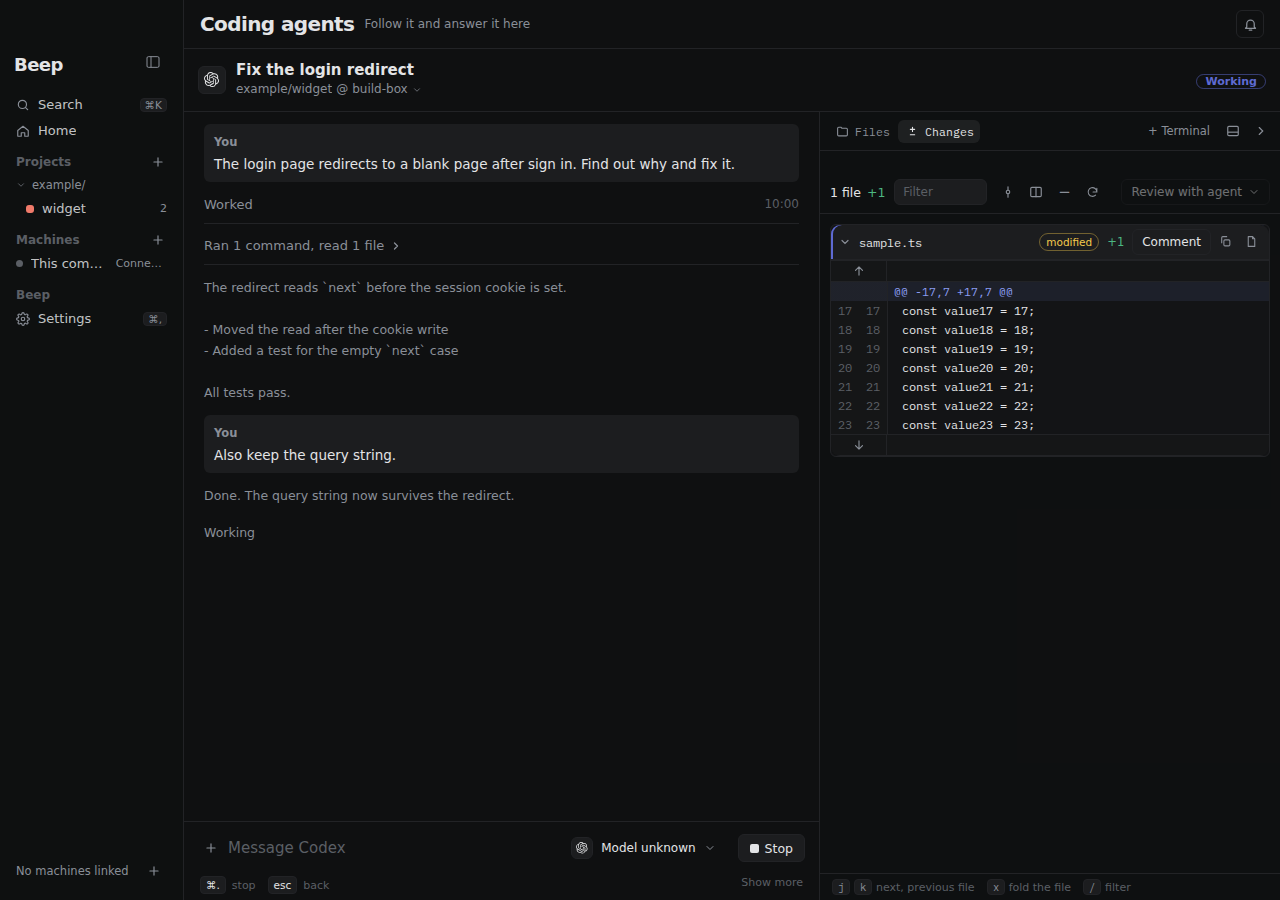 Coding agents Follow it and answer it here
Beep
Search ⌘K
Home
Projects
example/
widget 2
Machines
This com... Conne...
Beep
Settings ⌘,
No machines linked
Fix the login redirect
example/widget @ build-box
Working
You
The login page redirects to a blank page after sign in. Find out why and fix it.
Worked 10:00
Ran 1 command, read 1 file
The redirect reads `next` before the session cookie is set.
- Moved the read after the cookie write
- Added a test for the empty `next` case
All tests pass.
You
Also keep the query string.
Done. The query string now survives the redirect.
Working
Message Codex Model unknown Stop
⌘. stop esc back Show more
Files Changes + Terminal
1 file +1 Filter Review with agent
sample.ts modified +1 Comment
@@ -17,7 +17,7 @@
17 17 const value17 = 17;
18 18 const value18 = 18;
19 19 const value19 = 19;
20 20 const value20 = 20;
21 21 const value21 = 21;
22 22 const value22 = 22;
23 23 const value23 = 23;
j k next, previous file x fold the file / filter